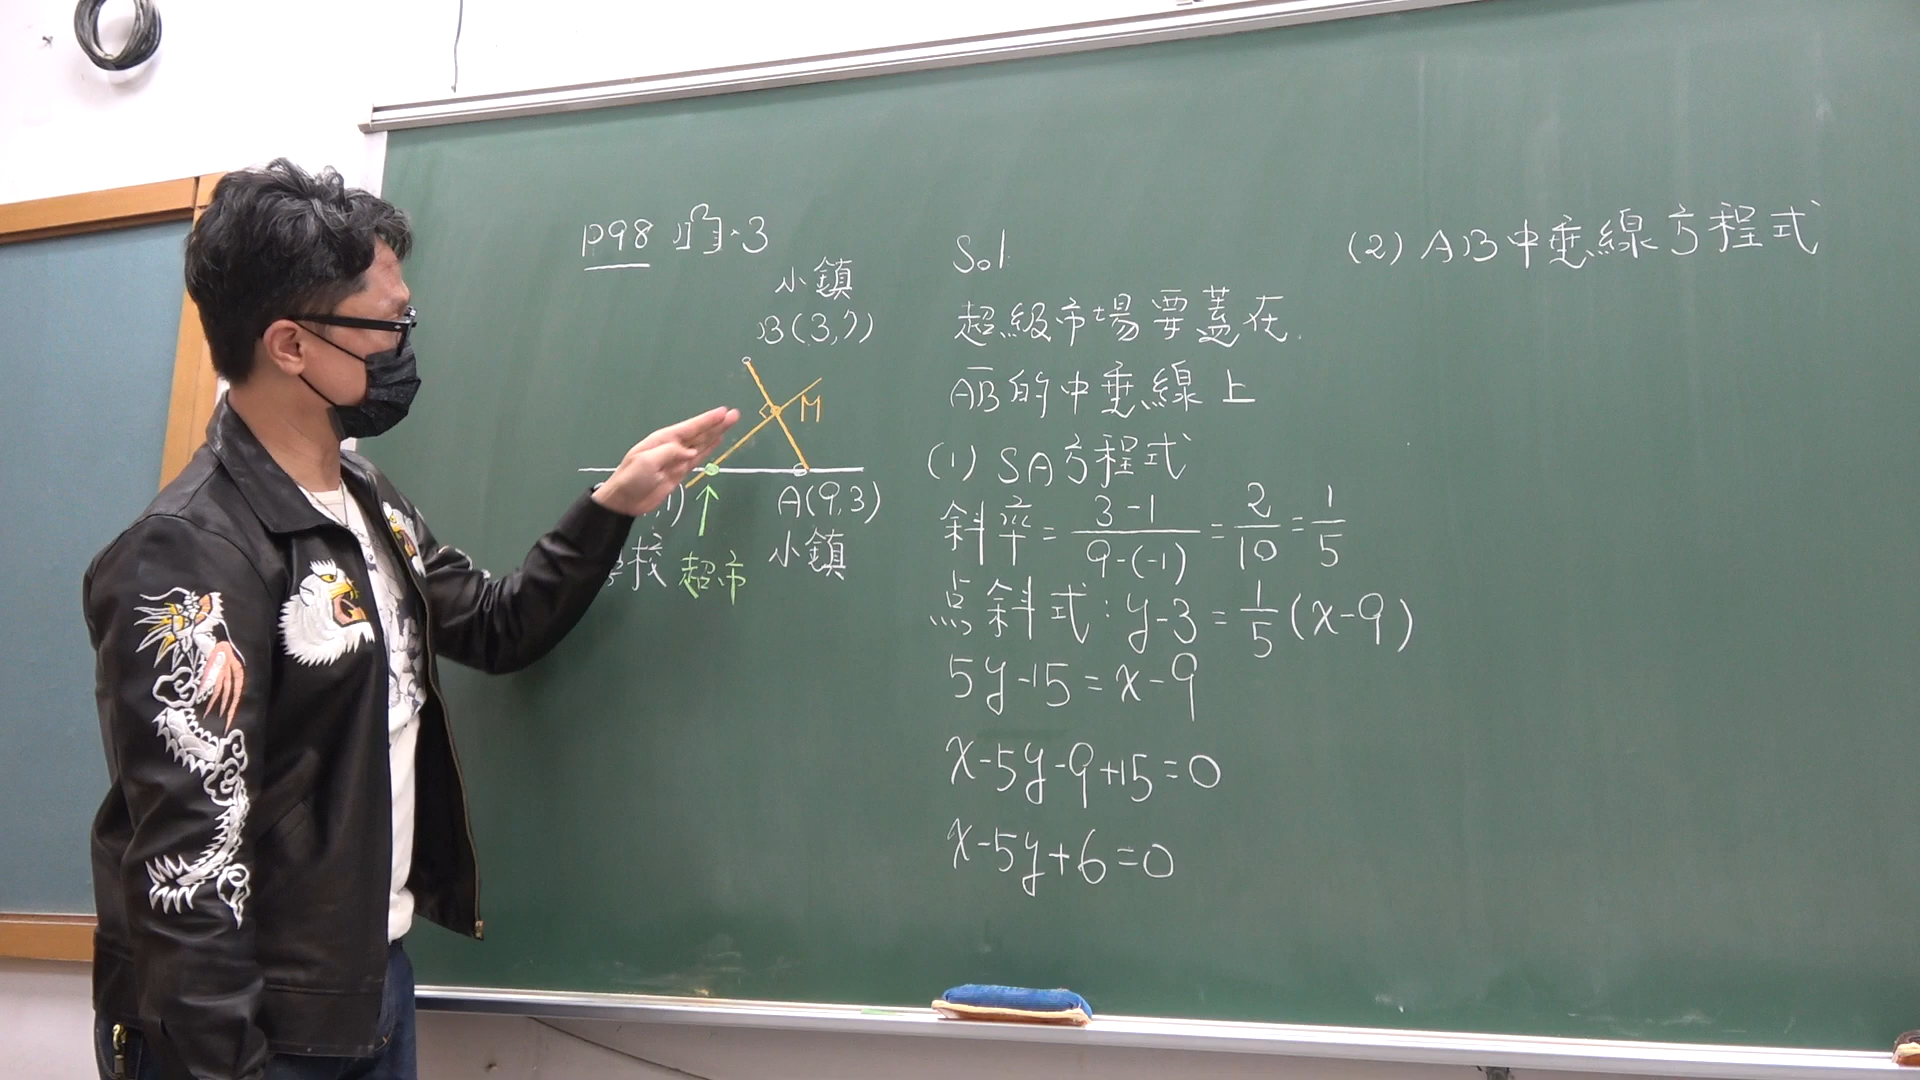 P98
小鎮
B(3,7)
M
,1)
A(9,3)
校
超市
小鎮
Sol
超級市場要蓋在
AB的中垂線上
(1) SA方程式
斜率 = 3-1 / 9-(-1) = 2/10 = 1/5
点斜式: y-3 = 1/5 (x-9)
5y-15 = x-9
x-5y-9+15=0
x-5y+6=0
(2) AB中垂線方程式